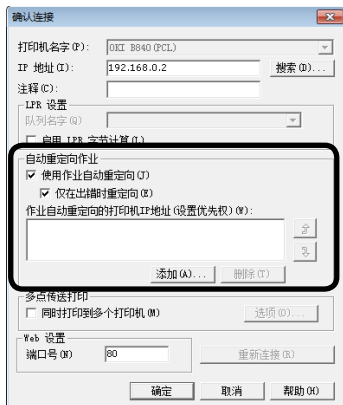 确认连接
打印机名字(P): OKI B840(PCL)
IP 地址(I): 192.168.0.2 搜索(D)...
注释(C):
LPR 设置
队列名字(Q)
启用 LPR 字节计算(L)
自动重定向作业
使用作业自动重定向(J)
仅在出错时重定向(E)
作业自动重定向的打印机IP地址(设置优先权)(W):
添加(A)... 删除(T)
多点传送打印
同时打印到多个打印机(M) 选项(O)...
Web 设置
端口号(N) 80 重新连接(R)
确定 取消 帮助(H)